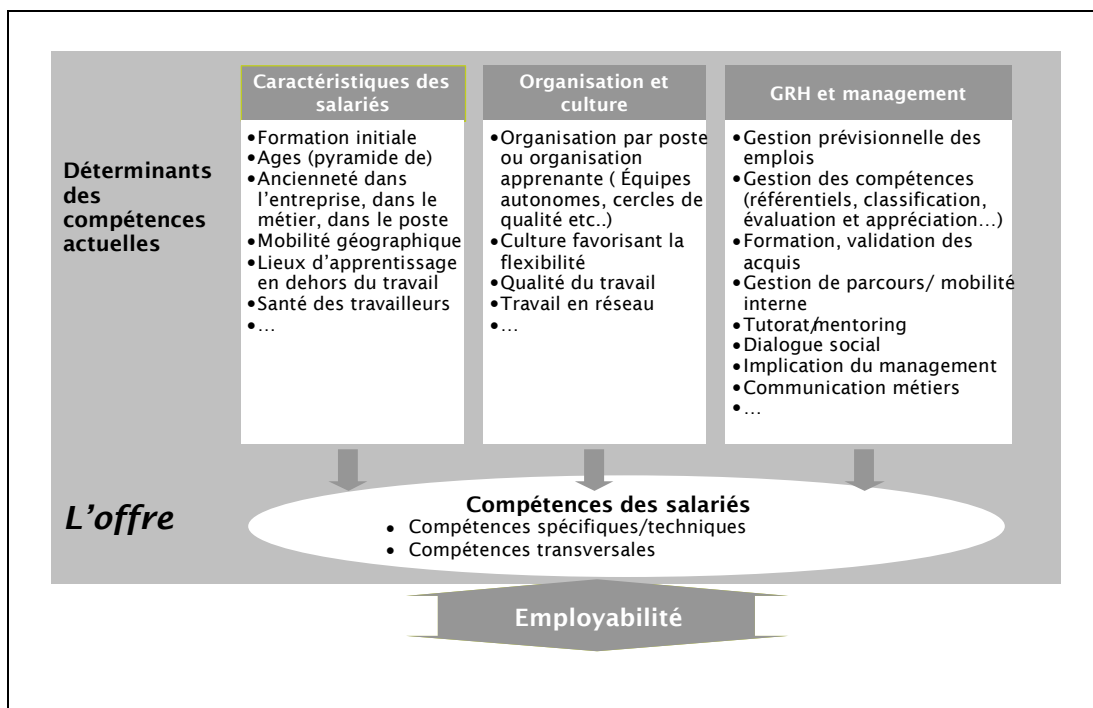 Déterminants
des
compétences
actuelles
Caractéristiques des
salariés
•Formation initiale
•Ages (pyramide de)
•Ancienneté dans
l'entreprise, dans le
métier, dans le poste
•Mobilité géographique
•Lieux d'apprentissage
en dehors du travail
•Santé des travailleurs
•...
Organisation et
culture
•Organisation par poste
ou organisation
apprenante ( Équipes
autonomes, cercles de
qualité etc..)
•Culture favorisant la
flexibilité
•Qualité du travail
•Travail en réseau
•...
GRH et management
•Gestion prévisionnelle des
emplois
•Gestion des compétences
(référentiels, classification,
évaluation et appréciation...)
•Formation, validation des
acquis
•Gestion de parcours/ mobilité
interne
•Tutorat/mentoring
•Dialogue social
•Implication du management
•Communication métiers
•...
L'offre
Compétences des salariés
• Compétences spécifiques/techniques
• Compétences transversales
Employabilité